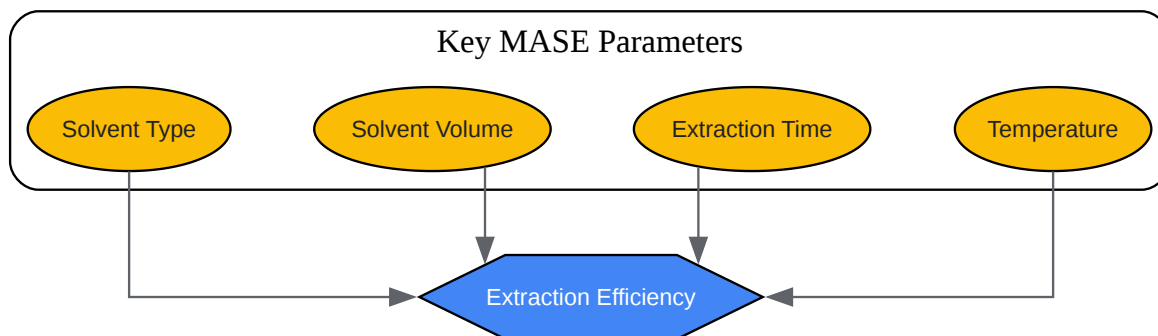 Key MASE Parameters
Solvent Type
Solvent Volume
Extraction Time
Temperature
Extraction Efficiency